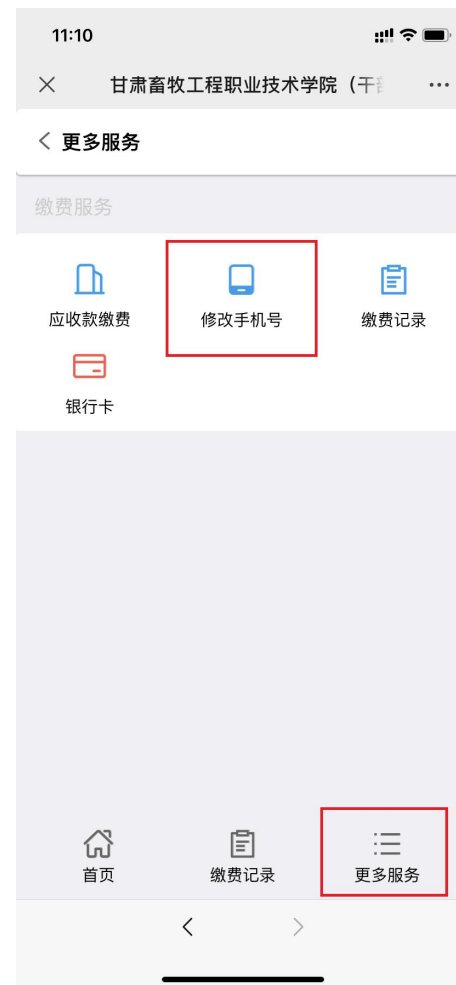 11:10
甘肃畜牧工程职业技术学院（干
更多服务
缴费服务
应收款缴费 修改手机号 缴费记录
银行卡
首页 缴费记录 更多服务